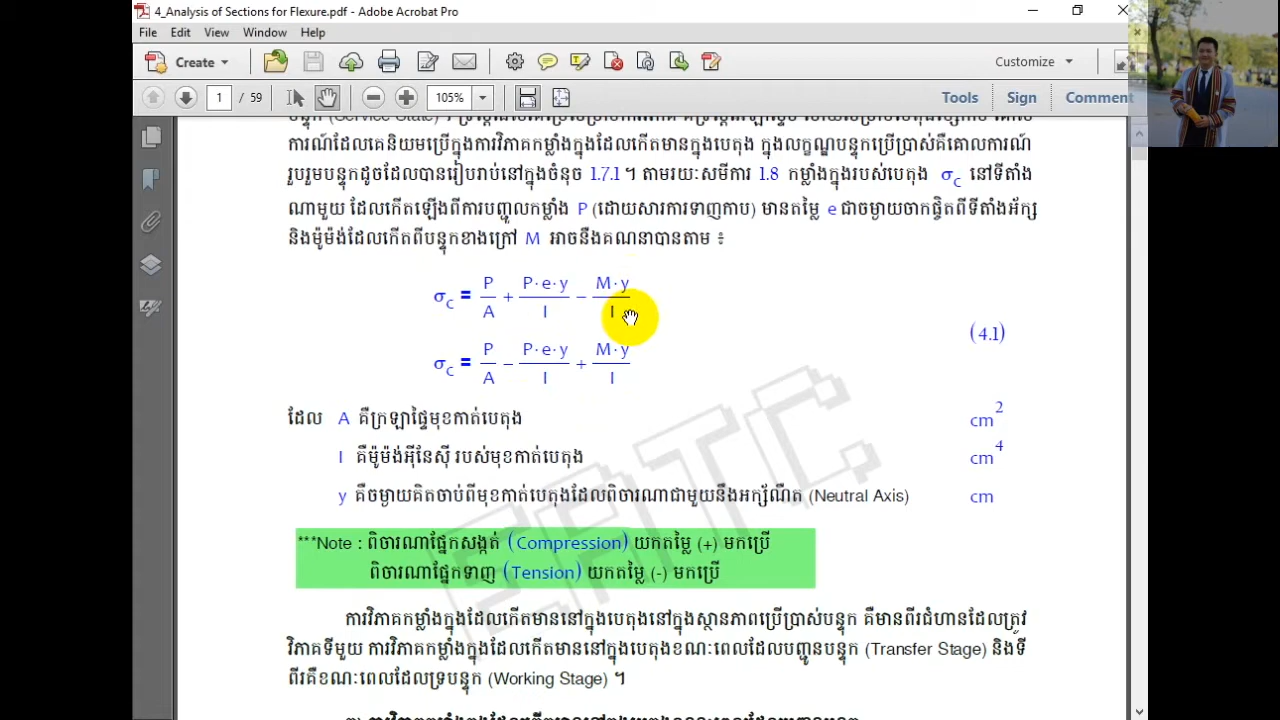 4_Analysis of Sections for Flexure.pdf - Adobe Acrobat Pro
File Edit View Window Help
Create Customize
1 / 59 105% Tools Sign Comment
ការណ៍ដែលគេនិយមប្រើក្នុងការវិភាគកម្លាំងក្នុងដែលកើតមានក្នុងបេតុង ក្នុងលក្ខណ្ឌបន្ទុកប្រើប្រាស់គឺគោលការណ៍
រួបរួមបន្ទុកដូចដែលបានរៀបរាប់នៅក្នុងចំនុច 1.7.1 ។ តាមរយៈសមីការ 1.8 កម្លាំងក្នុងរបស់បេតុង σc នៅទីតាំង
ណាមួយ ដែលកើតឡើងពីការបញ្ជូលកម្លាំង P (ដោយសារការទាញកាប) មានតម្លៃ e ជាចម្ងាយចាកផ្ចិតពីទីតាំងអ័ក្ស
និងម៉ូម៉ង់ដែលកើតពីបន្ទុកខាងក្រៅ M អាចនឹងគណនាបានតាម ៖
σc = P/A + P·e·y/I − M·y/I
σc = P/A − P·e·y/I + M·y/I (4.1)
ដែល A គឺក្រឡាផ្ទៃមុខកាត់បេតុង cm²
I គឺម៉ូម៉ង់អ៊ីនែស៊ី របស់មុខកាត់បេតុង cm⁴
y គឺចម្ងាយគិតចាប់ពីមុខកាត់បេតុងដែលពិចារណាជាមួយនឹងអក្ស័ណឺត (Neutral Axis) cm
***Note : ពិចារណាផ្នែកសង្កត់ (Compression) យកតម្លៃ (+) មកប្រើ
ពិចារណាផ្នែកទាញ (Tension) យកតម្លៃ (-) មកប្រើ
ការវិភាគកម្លាំងក្នុងដែលកើតមាននៅក្នុងបេតុងនៅក្នុងស្ថានភាពប្រើប្រាស់បន្ទុក គឺមានពីរជំហានដែលត្រូវ
វិភាគទីមួយ ការវិភាគកម្លាំងក្នុងដែលកើតមាននៅក្នុងបេតុងខណៈពេលដែលបញ្ជូនបន្ទុក (Transfer Stage) និងទី
ពីរគឺខណៈពេលដែលទ្របន្ទុក (Working Stage) ។
EATC